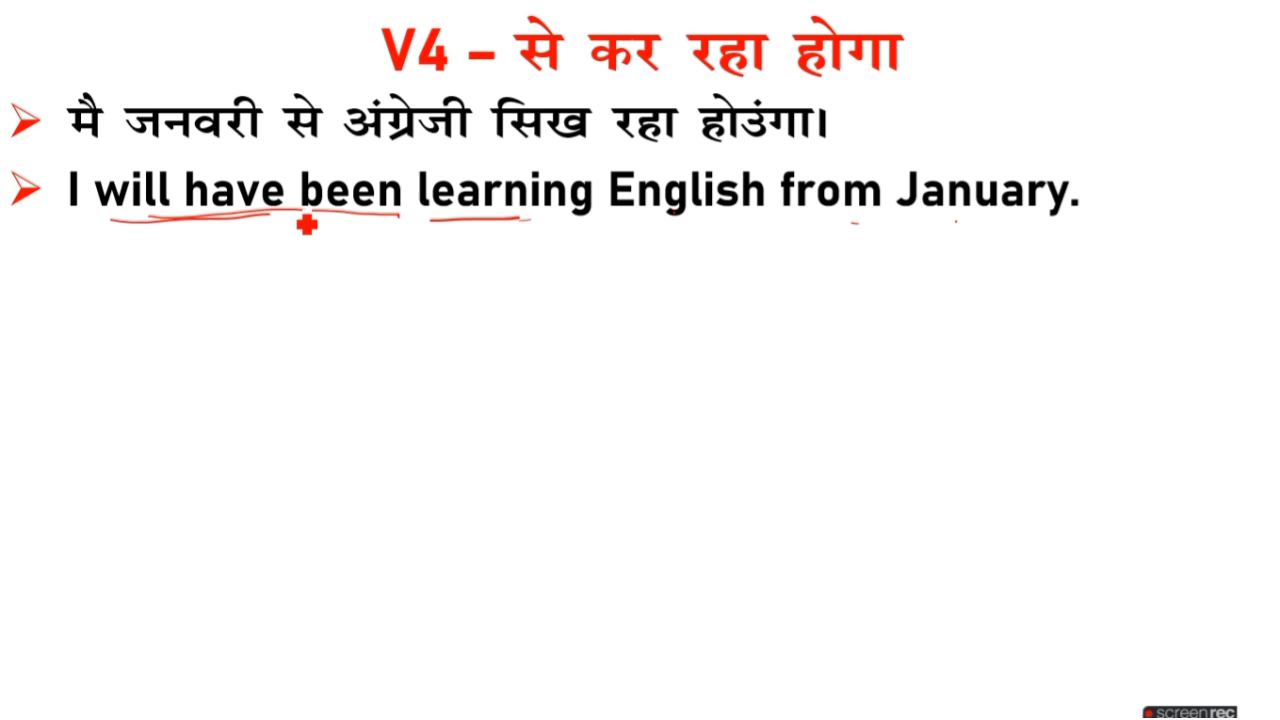 V4 – से कर रहा होगा
मै जनवरी से अंग्रेजी सिख रहा होउंगा।
I will have been learning English from January.
screenrec